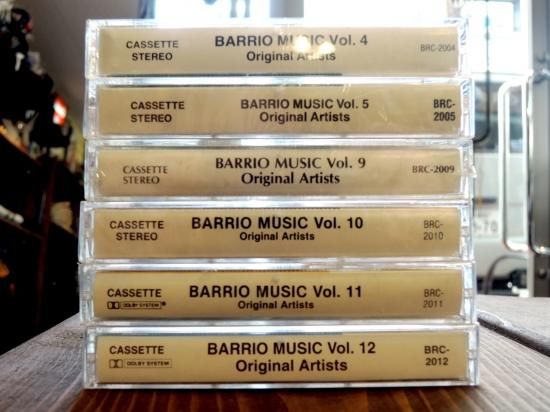 CASSETTE STEREO
BARRIO MUSIC Vol. 4
Original Artists
BRC-2004
CASSETTE STEREO
BARRIO MUSIC Vol. 5
Original Artists
BRC-2005
CASSETTE STEREO
BARRIO MUSIC Vol. 9
Original Artists
BRC-2009
CASSETTE STEREO
BARRIO MUSIC Vol. 10
Original Artists
BRC-2010
CASSETTE
DOLBY SYSTEM
BARRIO MUSIC Vol. 11
Original Artists
BRC-2011
CASSETTE
DOLBY SYSTEM
BARRIO MUSIC Vol. 12
Original Artists
BRC-2012